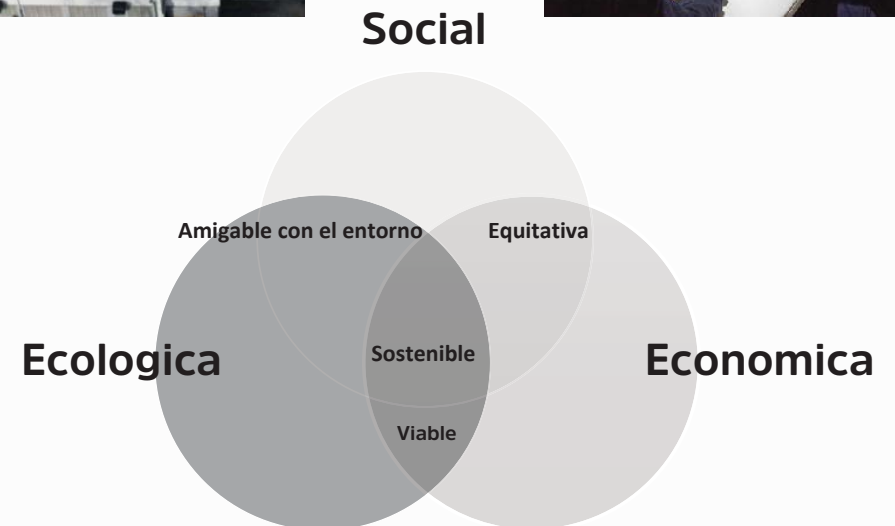 Social
Amigable con el entorno
Equitativa
Ecologica
Sostenible
Economica
Viable